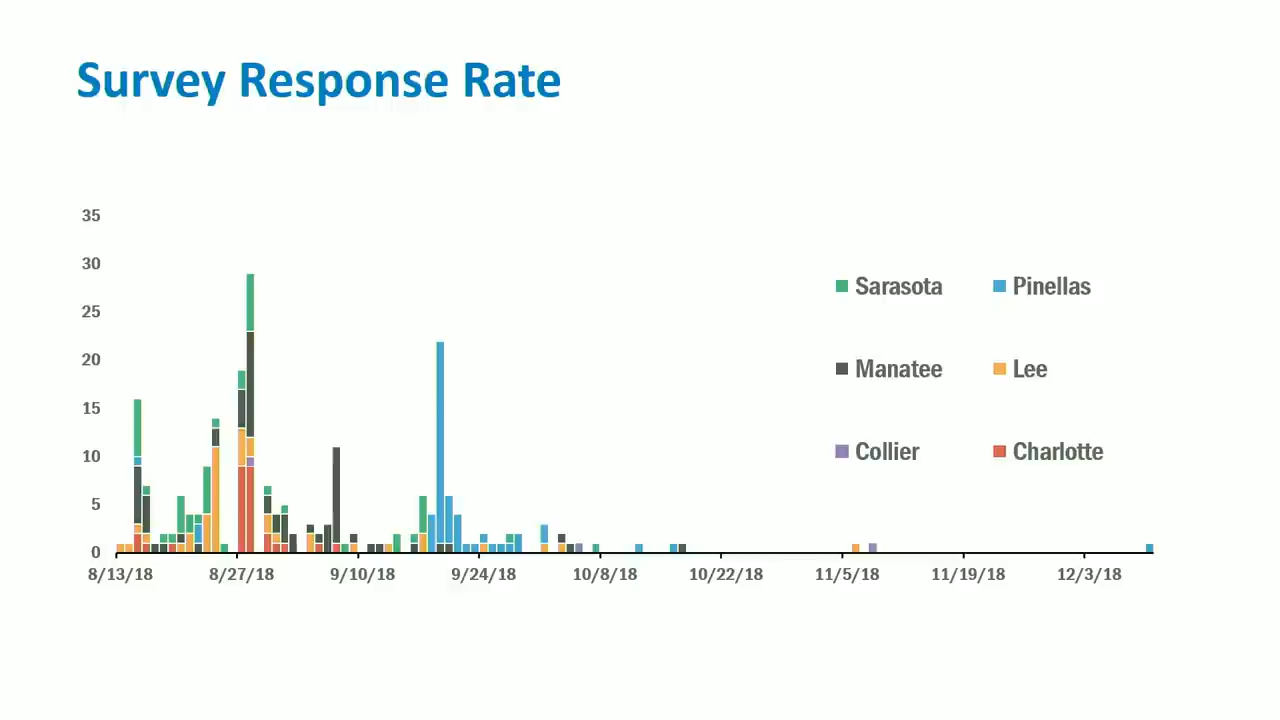 Survey Response Rate
35
30
25
20
15
10
5
0
8/13/18 8/27/18 9/10/18 9/24/18 10/8/18 10/22/18 11/5/18 11/19/18 12/3/18
Sarasota Pinellas
Manatee Lee
Collier Charlotte